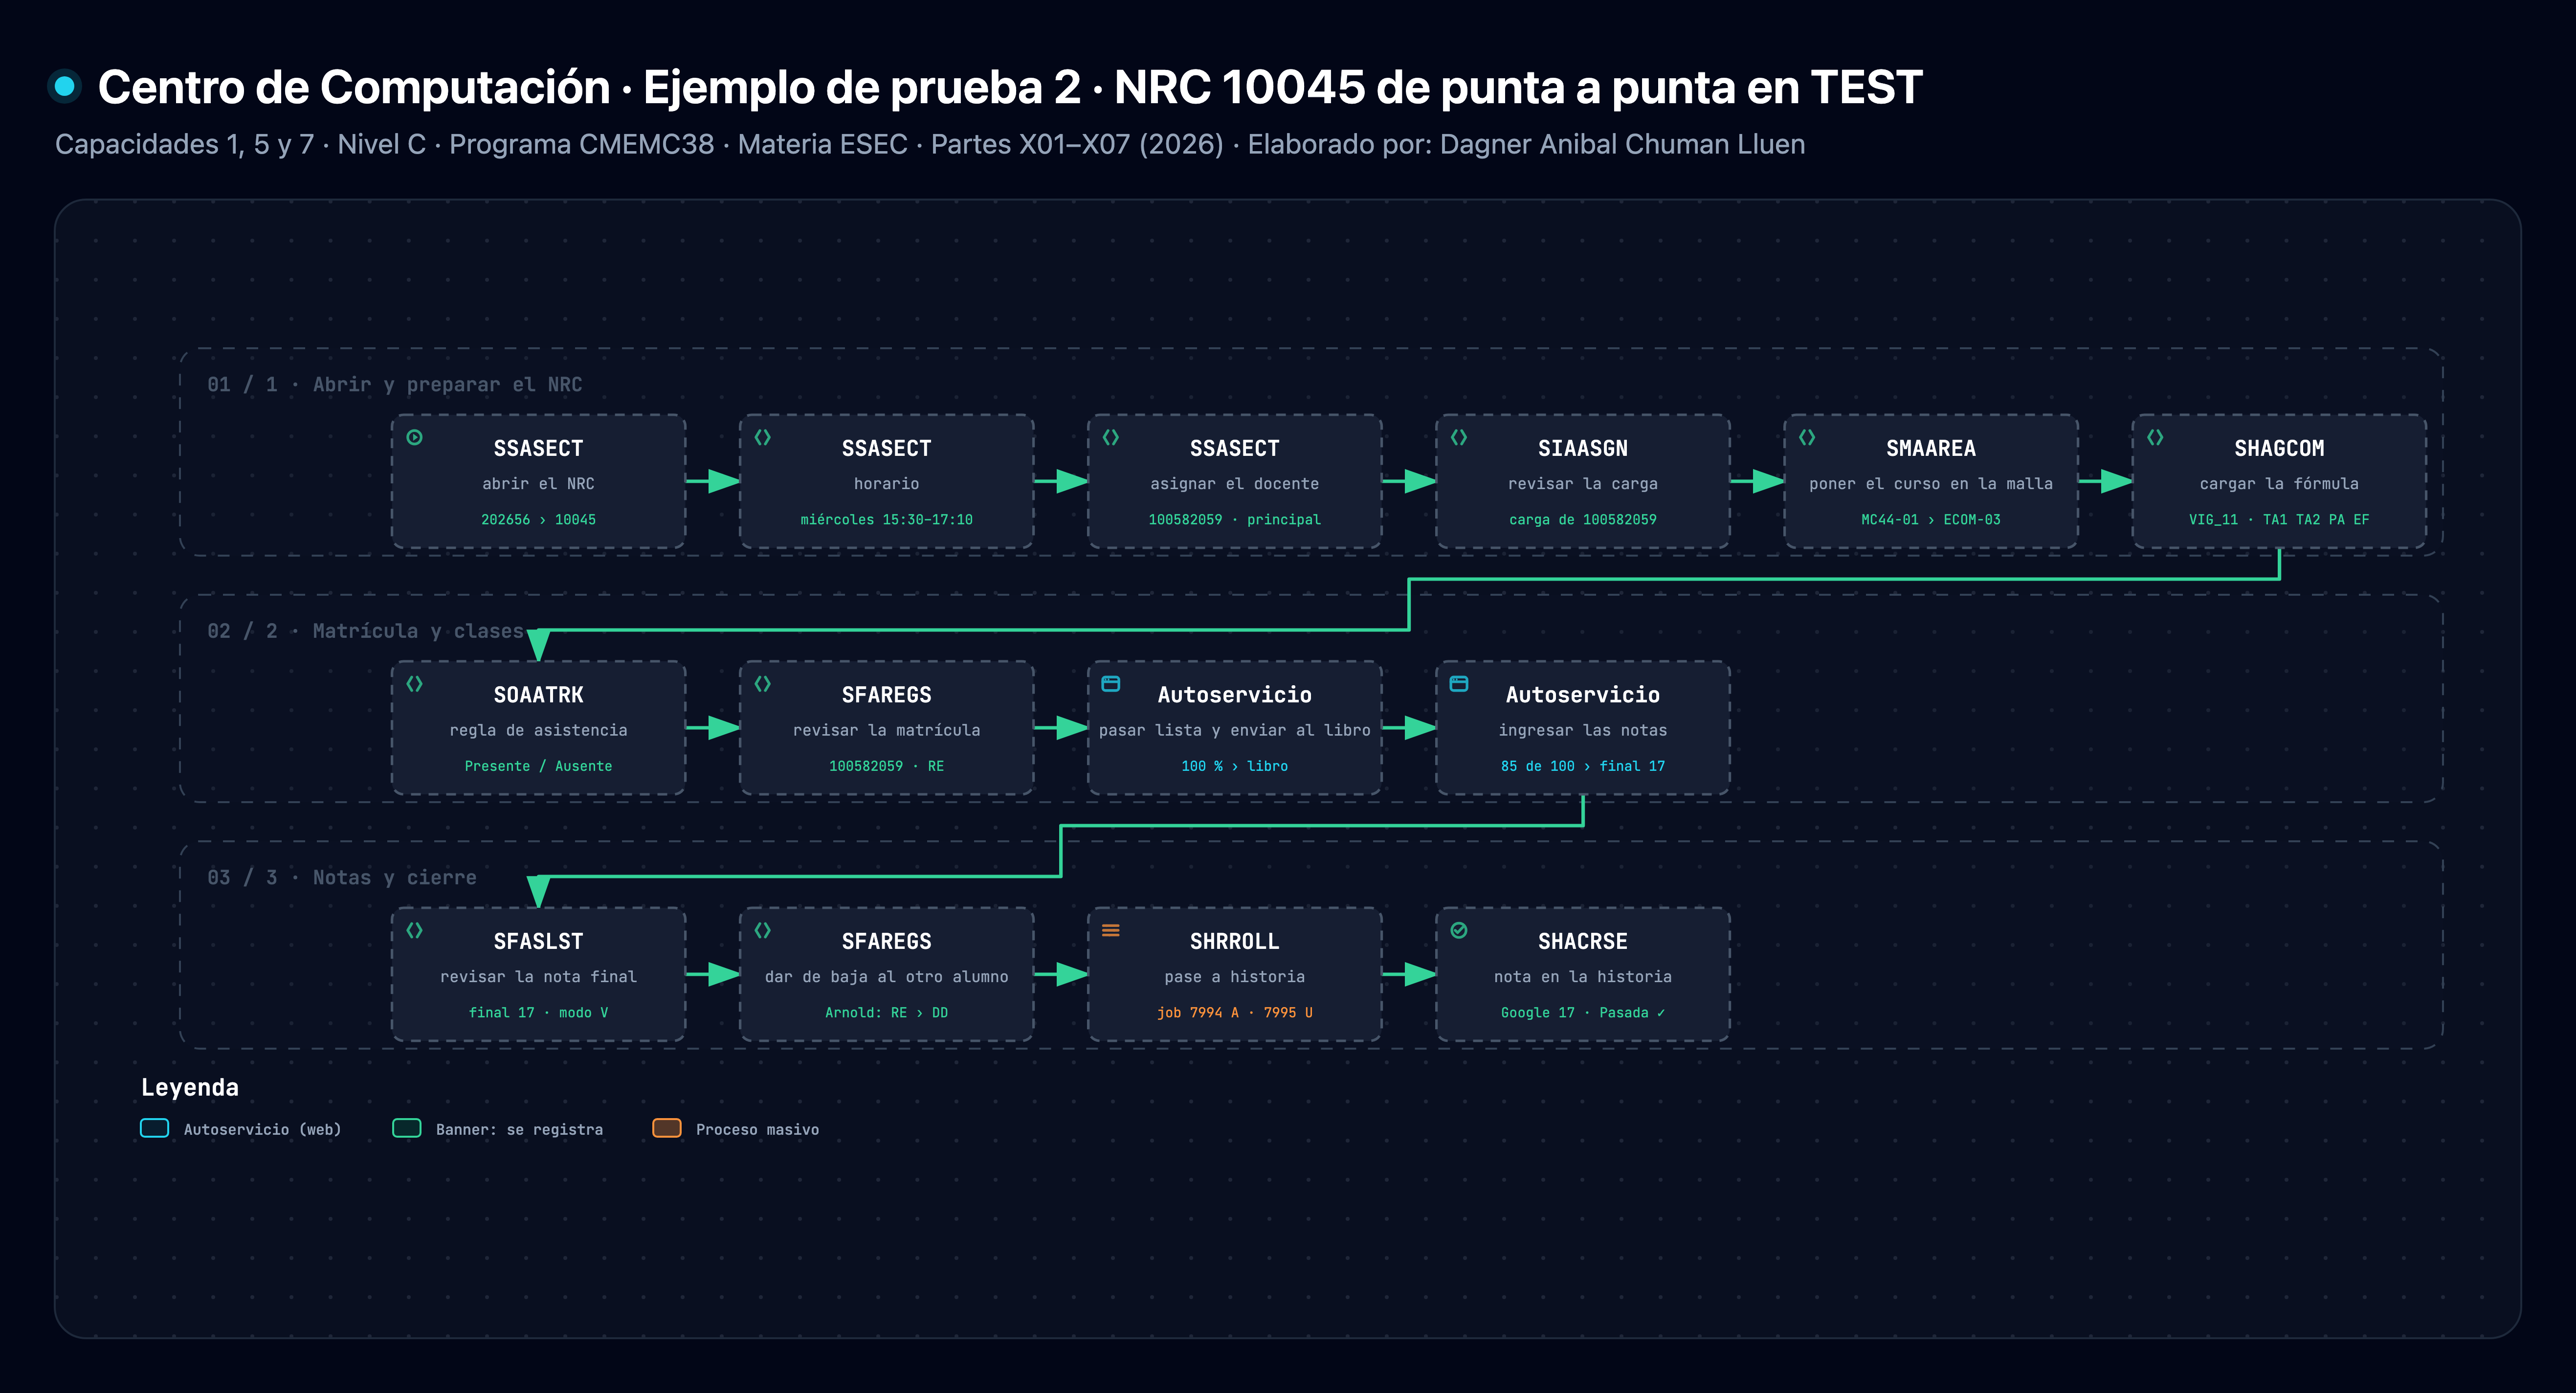 Centro de Computación · Ejemplo de prueba 2 · NRC 10045 de punta a punta en TEST
Capacidades 1, 5 y 7 · Nivel C · Programa CMEMC38 · Materia ESEC · Partes X01–X07 (2026) · Elaborado por: Dagner Anibal Chuman Lluen
01 / 1 · Abrir y preparar el NRC
SSASECT
abrir el NRC
202656 › 10045
SSASECT
horario
miércoles 15:30–17:10
SSASECT
asignar el docente
100582059 · principal
SIAASGN
revisar la carga
carga de 100582059
SMAAREA
poner el curso en la malla
MC44-01 › ECOM-03
SHAGCOM
cargar la fórmula
VIG_11 · TA1 TA2 PA EF
02 / 2 · Matrícula y clases
SOAATRK
regla de asistencia
Presente / Ausente
SFAREGS
revisar la matrícula
100582059 · RE
Autoservicio
pasar lista y enviar al libro
100 % › libro
Autoservicio
ingresar las notas
85 de 100 › final 17
03 / 3 · Notas y cierre
SFASLST
revisar la nota final
final 17 · modo V
SFAREGS
dar de baja al otro alumno
Arnold: RE › DD
SHRROLL
pase a historia
job 7994 A · 7995 U
SHACRSE
nota en la historia
Google 17 · Pasada ✓
Leyenda
Autoservicio (web)
Banner: se registra
Proceso masivo